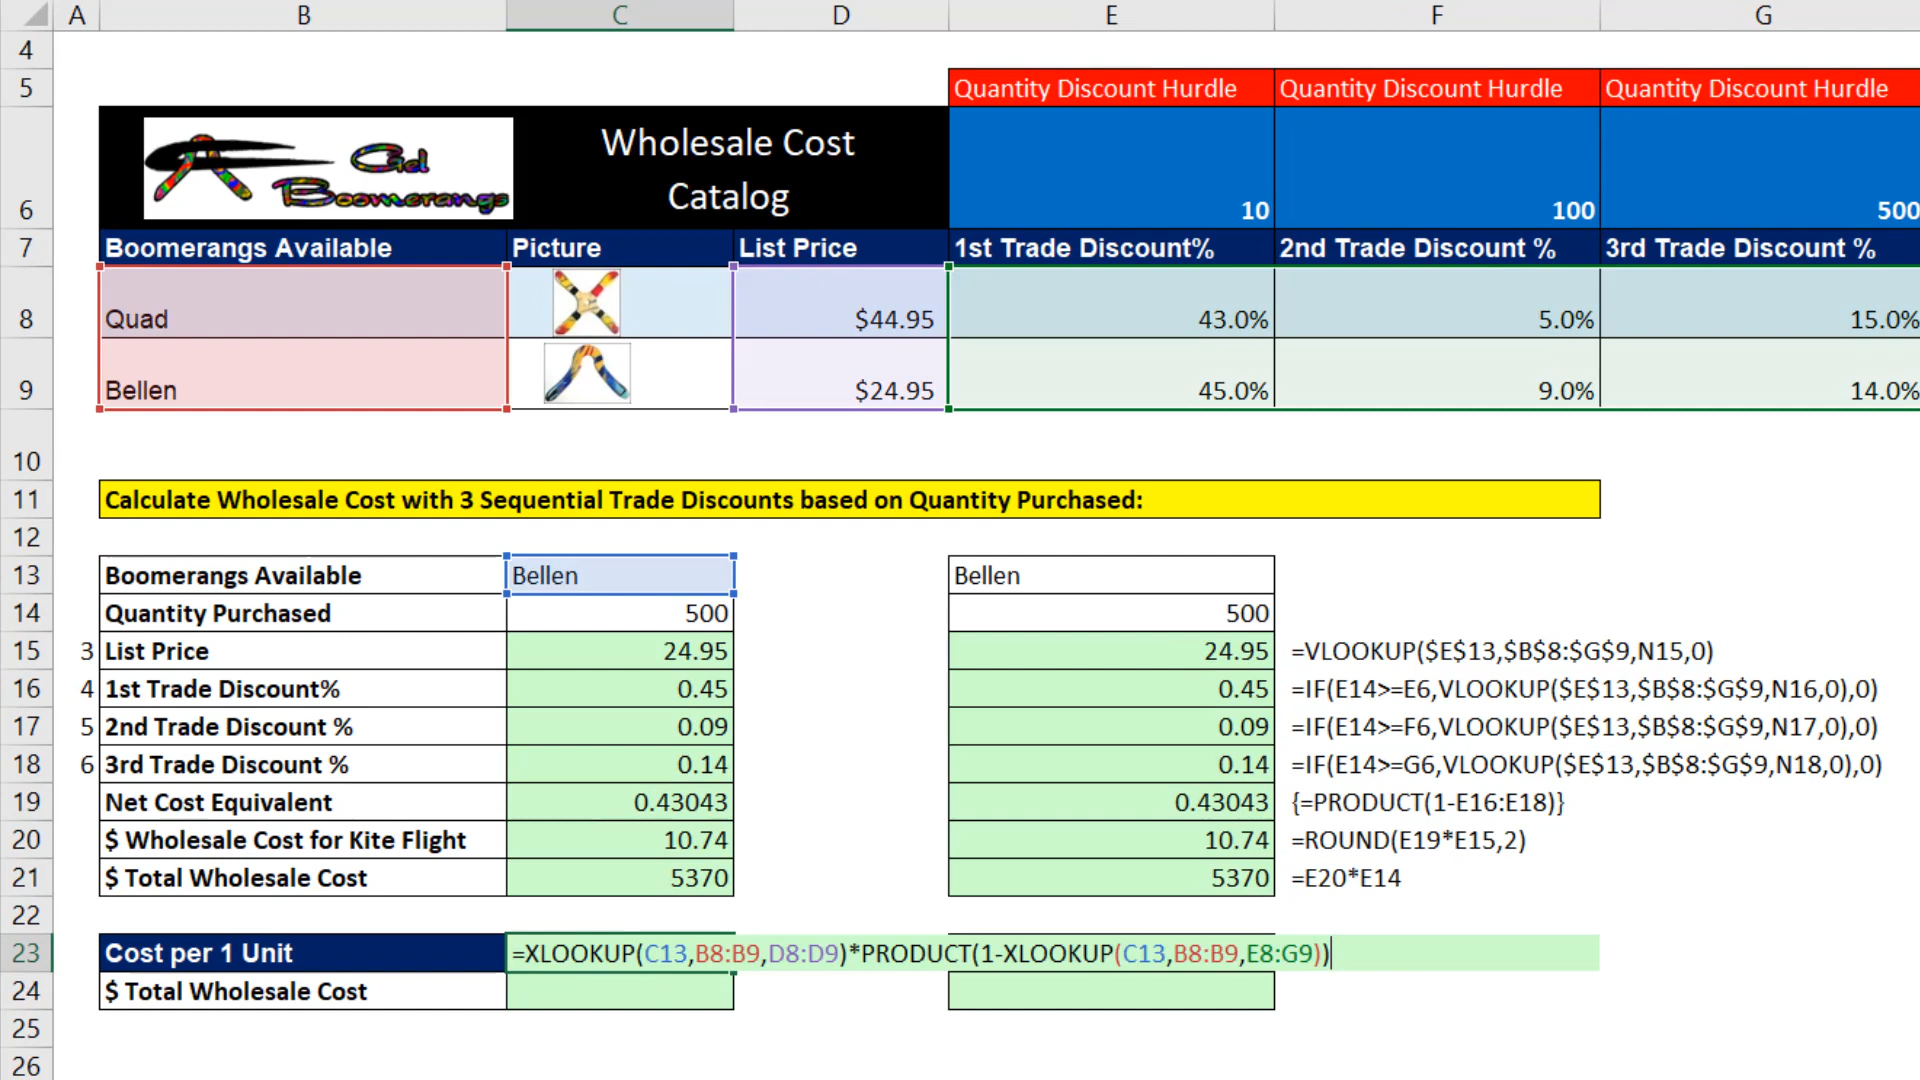 A B C D E F G
4
5 Quantity Discount Hurdle Quantity Discount Hurdle Quantity Discount Hurdle
Gel Boomerangs
Wholesale Cost
Catalog
6 10 100 500
7 Boomerangs Available Picture List Price 1st Trade Discount% 2nd Trade Discount % 3rd Trade Discount %
8 Quad $44.95 43.0% 5.0% 15.0%
9 Bellen $24.95 45.0% 9.0% 14.0%
10
11 Calculate Wholesale Cost with 3 Sequential Trade Discounts based on Quantity Purchased:
12
13 Boomerangs Available Bellen Bellen
14 Quantity Purchased 500 500
15 3 List Price 24.95 24.95 =VLOOKUP($E$13,$B$8:$G$9,N15,0)
16 4 1st Trade Discount% 0.45 0.45 =IF(E14>=E6,VLOOKUP($E$13,$B$8:$G$9,N16,0),0)
17 5 2nd Trade Discount % 0.09 0.09 =IF(E14>=F6,VLOOKUP($E$13,$B$8:$G$9,N17,0),0)
18 6 3rd Trade Discount % 0.14 0.14 =IF(E14>=G6,VLOOKUP($E$13,$B$8:$G$9,N18,0),0)
19 Net Cost Equivalent 0.43043 0.43043 {=PRODUCT(1-E16:E18)}
20 $ Wholesale Cost for Kite Flight 10.74 10.74 =ROUND(E19*E15,2)
21 $ Total Wholesale Cost 5370 5370 =E20*E14
22
23 Cost per 1 Unit =XLOOKUP(C13,B8:B9,D8:D9)*PRODUCT(1-XLOOKUP(C13,B8:B9,E8:G9))
24 $ Total Wholesale Cost
25
26